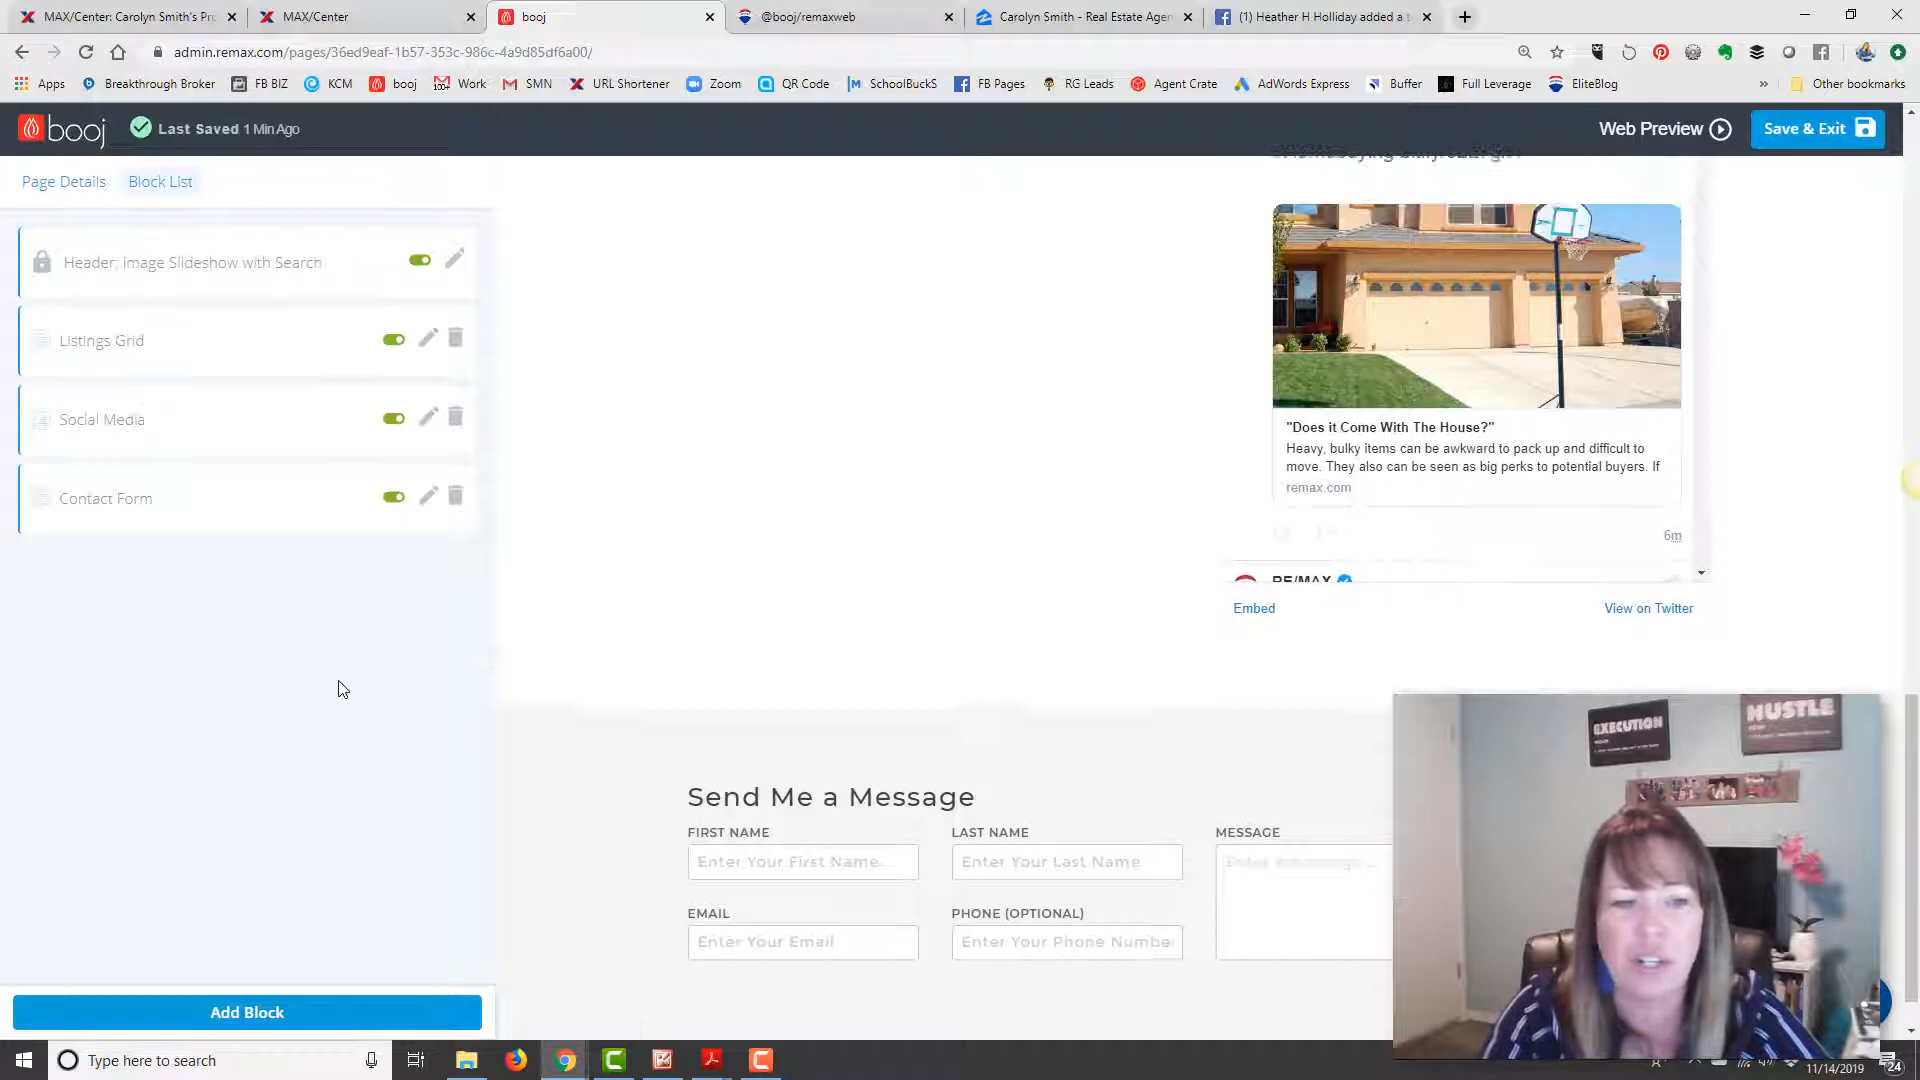 MAX/Center: Carolyn Smith's Pro
MAX/Center
booj
@booj/remaxweb
Carolyn Smith - Real Estate Agen
(1) Heather H Holliday added a t
admin.remax.com/pages/36ed9eaf-1b57-353c-986c-4a9d85df6a00/
Apps
Breakthrough Broker
FB BIZ
KCM
booj
Work
SMN
URL Shortener
Zoom
QR Code
SchoolBuckS
FB Pages
RG Leads
Agent Crate
AdWords Express
Buffer
Full Leverage
EliteBlog
»
Other bookmarks
booj
Last Saved 1 Min Ago
Web Preview
Save & Exit
Page Details
Block List
Header: Image Slideshow with Search
Listings Grid
Social Media
Contact Form
Add Block
"Does it Come With The House?"
Heavy, bulky items can be awkward to pack up and difficult to
move. They also can be seen as big perks to potential buyers. If
remax.com
6m
RE/MAX
Embed
View on Twitter
Send Me a Message
FIRST NAME
LAST NAME
MESSAGE
Enter Your First Name
Enter Your Last Name
EMAIL
PHONE (OPTIONAL)
Enter Your Email
Enter Your Phone Numbe
EXECUTION
HUSTLE
Type here to search
11/14/2019
24